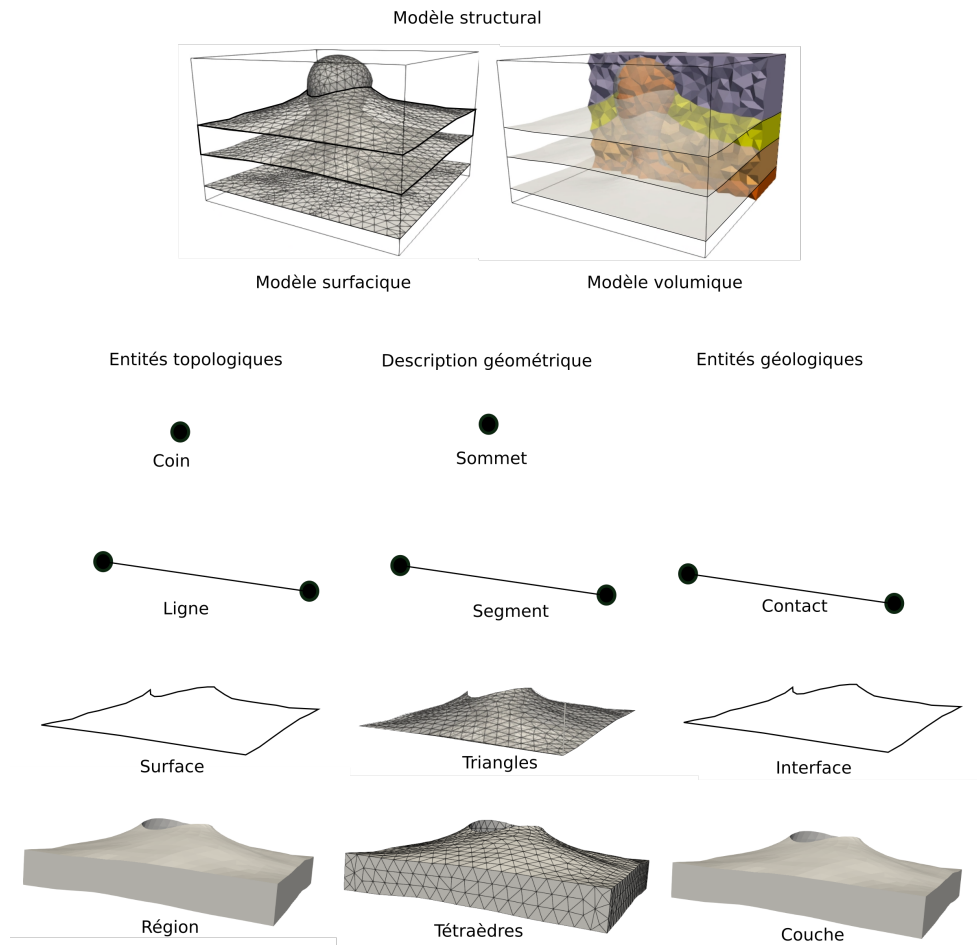 Modèle structural
Modèle surfacique
Modèle volumique
Entités topologiques
Description géométrique
Entités géologiques
Coin
Sommet
Ligne
Segment
Contact
Surface
Triangles
Interface
Région
Tétraèdres
Couche